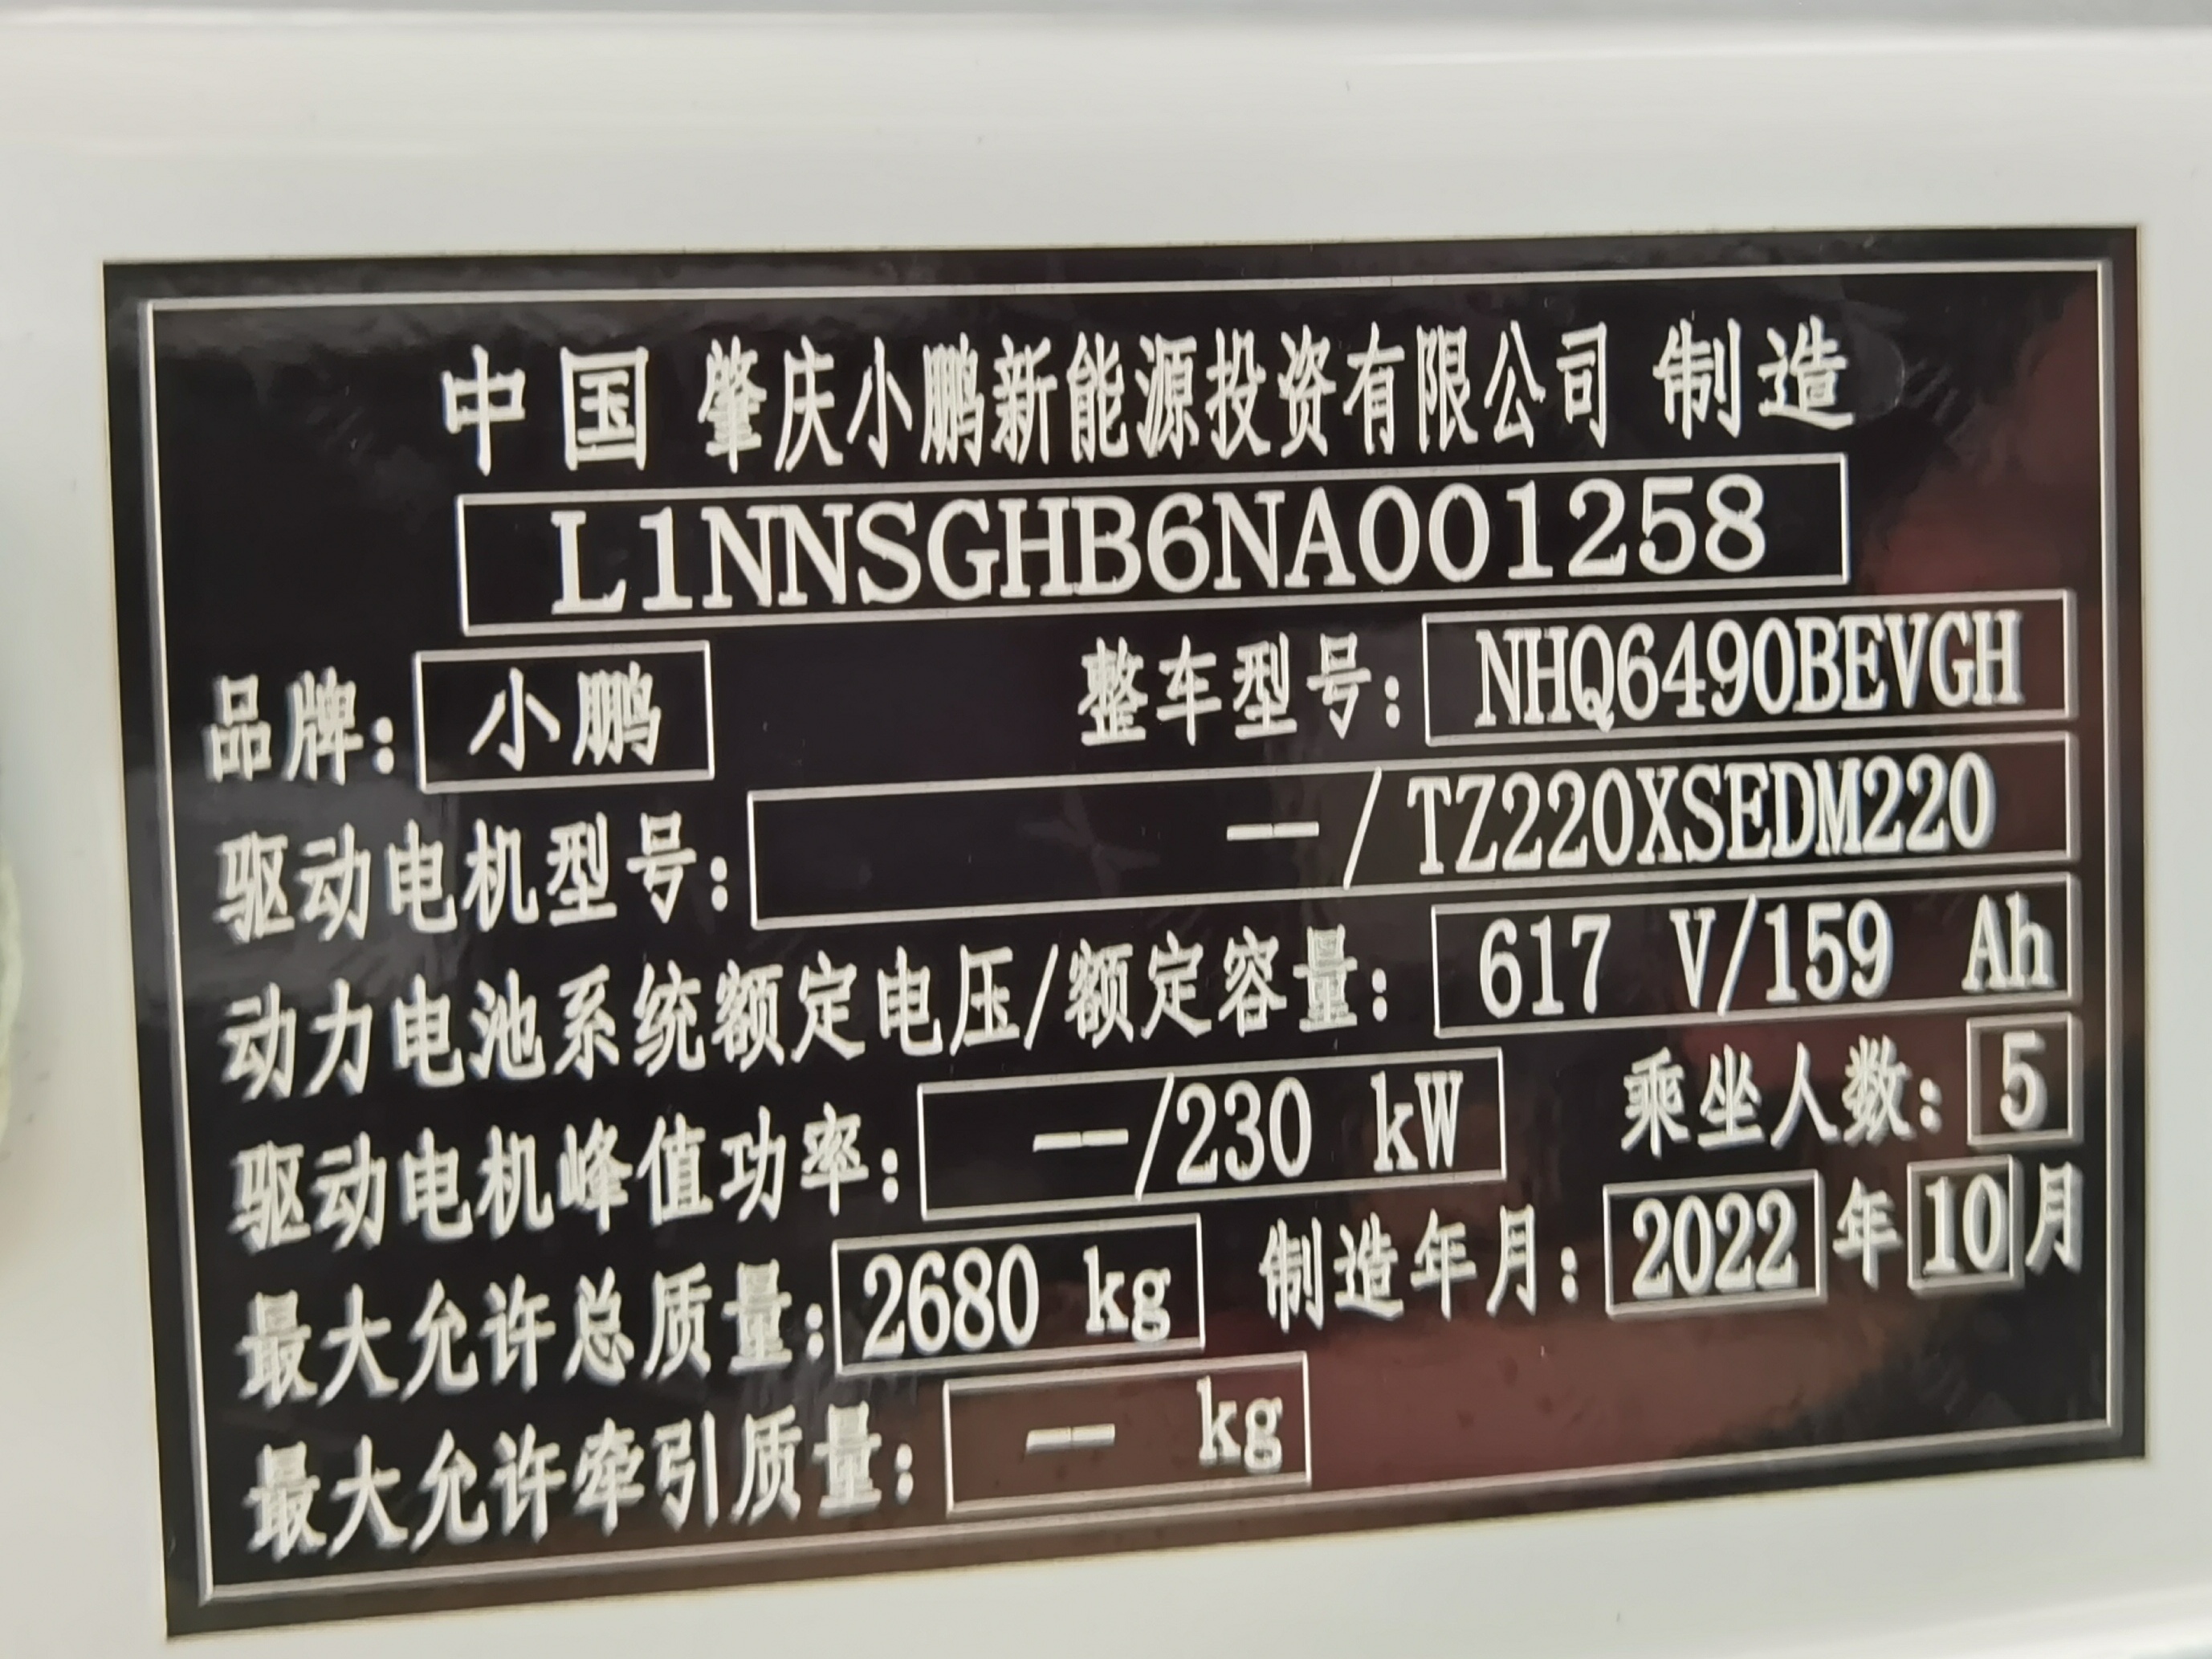 中国 肇庆小鹏新能源投资有限公司 制造
L1NNSGHB6NA001258
品牌: 小鹏 整车型号: NHQ6490BEVGH
驱动电机型号: —/TZ220XSEDM220
动力电池系统额定电压/额定容量: 617 V/159 Ah
驱动电机峰值功率: —/230 kW 乘坐人数: 5
最大允许总质量: 2680 kg 制造年月: 2022 年 10 月
最大允许牵引质量: — kg